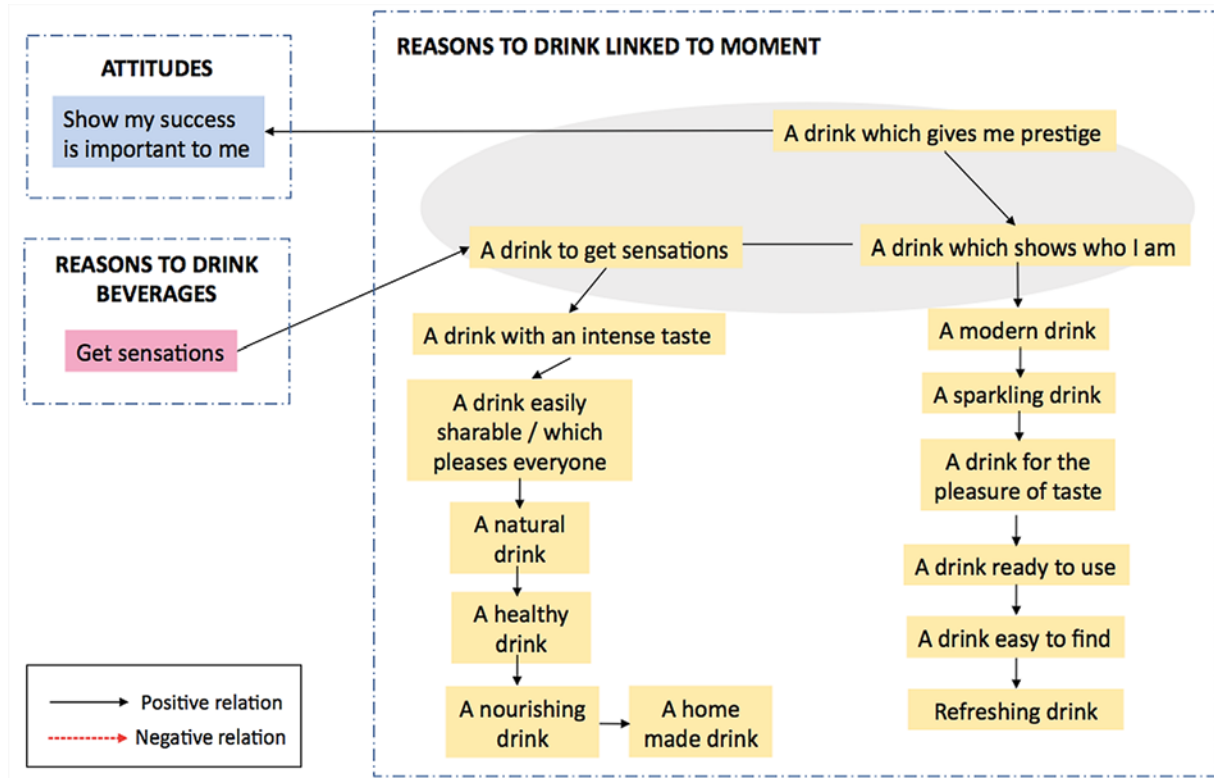 ATTITUDES
Show my success
is important to me
REASONS TO DRINK
BEVERAGES
Get sensations
REASONS TO DRINK LINKED TO MOMENT
A drink which gives me prestige
A drink to get sensations
A drink which shows who I am
A drink with an intense taste
A drink easily
sharable / which
pleases everyone
A natural
drink
A healthy
drink
A nourishing
drink
A home
made drink
A modern drink
A sparkling drink
A drink for the
pleasure of taste
A drink ready to use
A drink easy to find
Refreshing drink
Positive relation
Negative relation